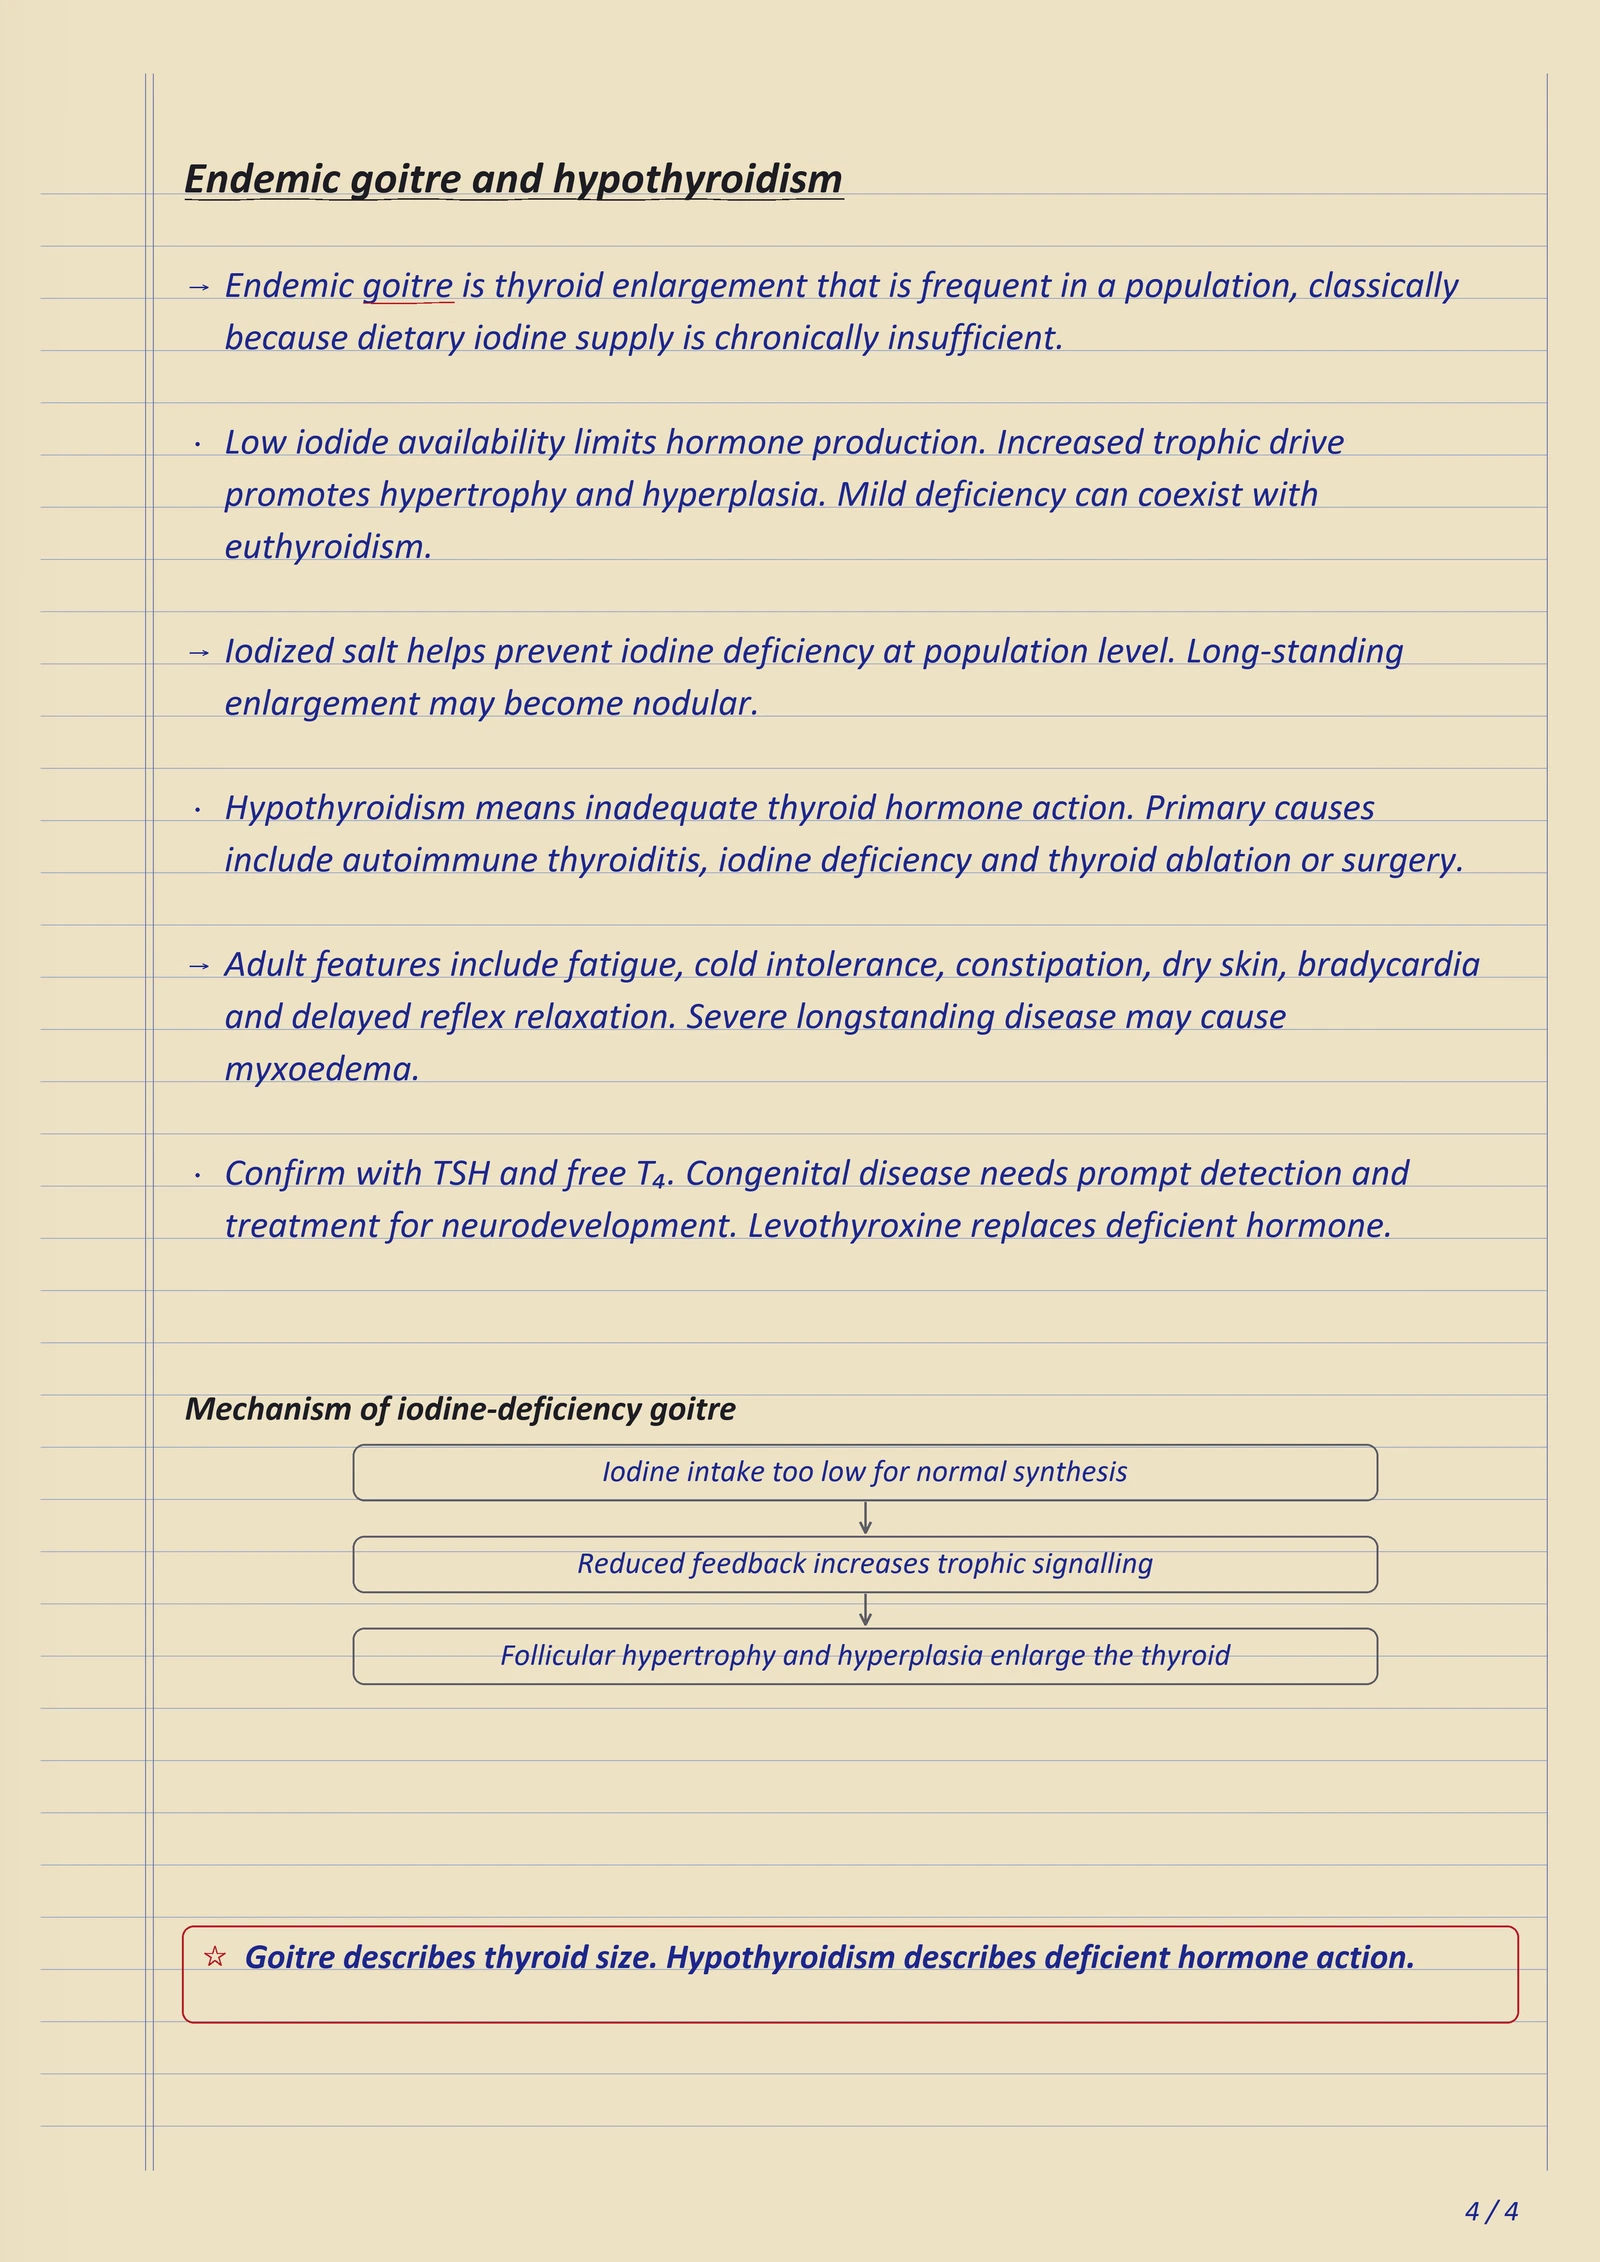 Endemic goitre and hypothyroidism
→ Endemic goitre is thyroid enlargement that is frequent in a population, classically
because dietary iodine supply is chronically insufficient.
· Low iodide availability limits hormone production. Increased trophic drive
promotes hypertrophy and hyperplasia. Mild deficiency can coexist with
euthyroidism.
→ Iodized salt helps prevent iodine deficiency at population level. Long-standing
enlargement may become nodular.
· Hypothyroidism means inadequate thyroid hormone action. Primary causes
include autoimmune thyroiditis, iodine deficiency and thyroid ablation or surgery.
→ Adult features include fatigue, cold intolerance, constipation, dry skin, bradycardia
and delayed reflex relaxation. Severe longstanding disease may cause
myxoedema.
· Confirm with TSH and free T₄. Congenital disease needs prompt detection and
treatment for neurodevelopment. Levothyroxine replaces deficient hormone.
Mechanism of iodine-deficiency goitre
Iodine intake too low for normal synthesis
Reduced feedback increases trophic signalling
Follicular hypertrophy and hyperplasia enlarge the thyroid
☆ Goitre describes thyroid size. Hypothyroidism describes deficient hormone action.
4 / 4